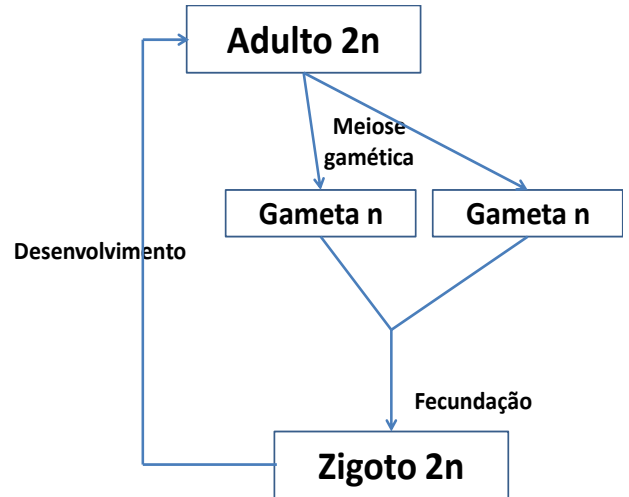 Adulto 2n
Meiose
gamética
Gameta n
Gameta n
Desenvolvimento
Fecundação
Zigoto 2n